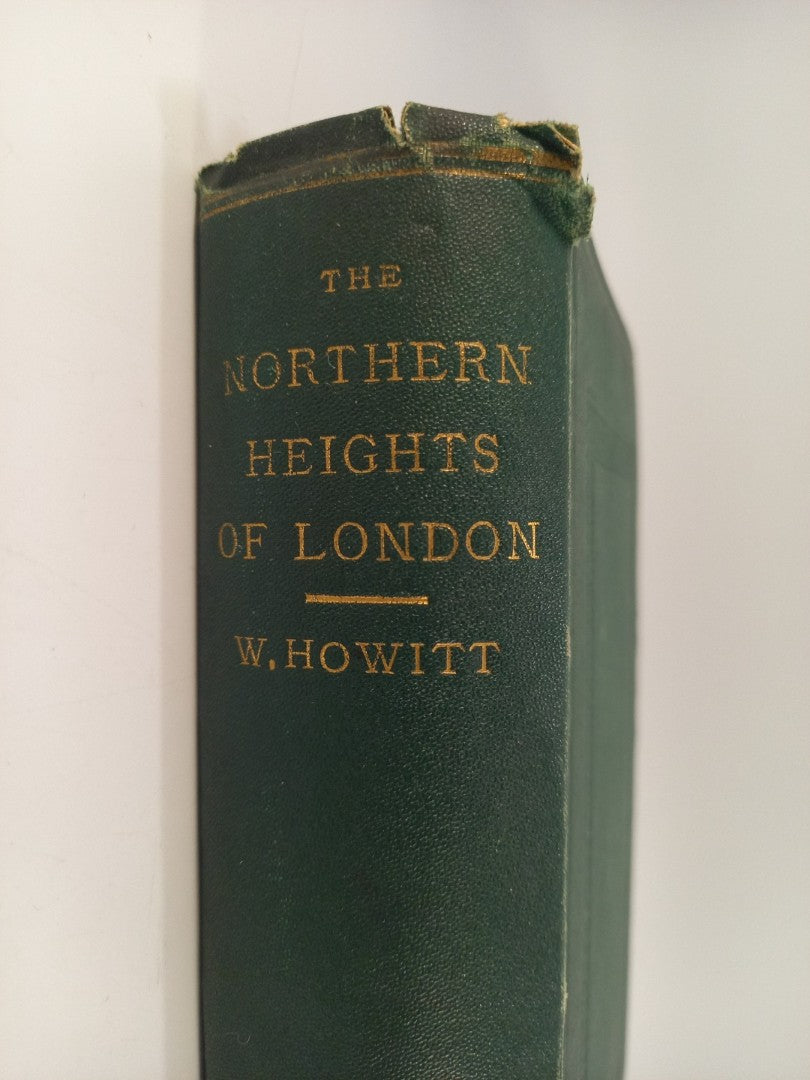 THE
NORTHERN
HEIGHTS
OF LONDON
W. HOWITT